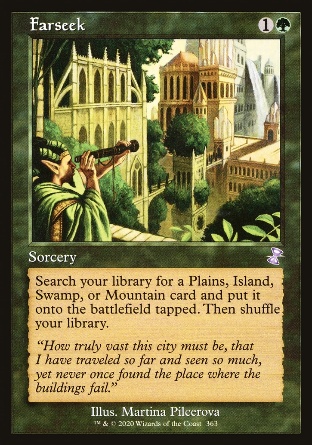 Farseek 1
Sorcery
Search your library for a Plains, Island,
Swamp, or Mountain card and put it
onto the battlefield tapped. Then shuffle
your library.
“How truly vast this city must be, that
I have traveled so far and seen so much,
yet never once found the place where the
buildings fail.”
Illus. Martina Pilcerova
™ & © 2020 Wizards of the Coast 363